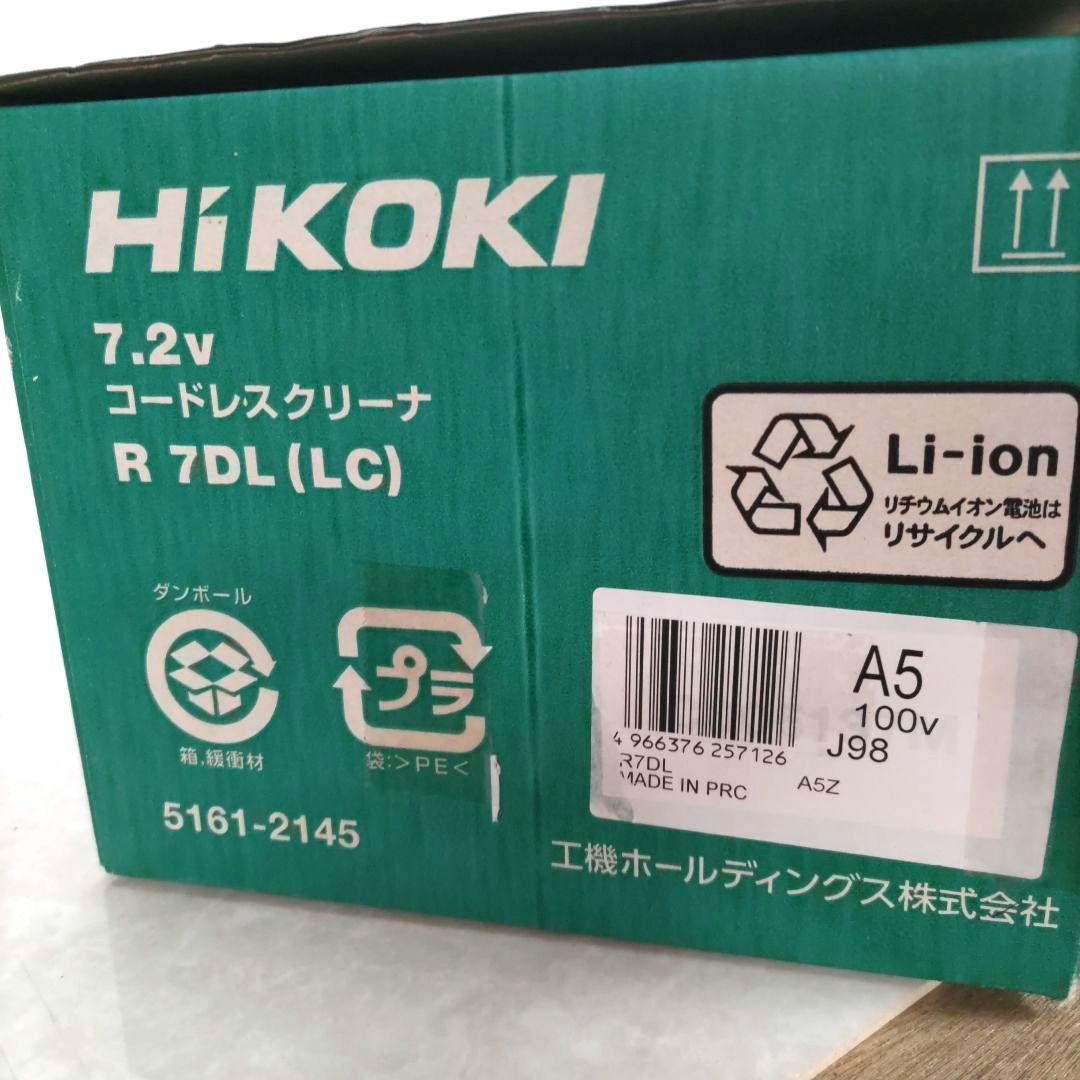 HiKOKI
7.2v
コードレスクリーナ
R 7DL (LC)
Li-ion
リチウムイオン電池は
リサイクルへ
ダンボール
箱,緩衝材
プラ
袋:>PE<
5161-2145
4 966376 257126
R7DL
MADE IN PRC
A5Z
A5
100v
J98
工機ホールディングス株式会社